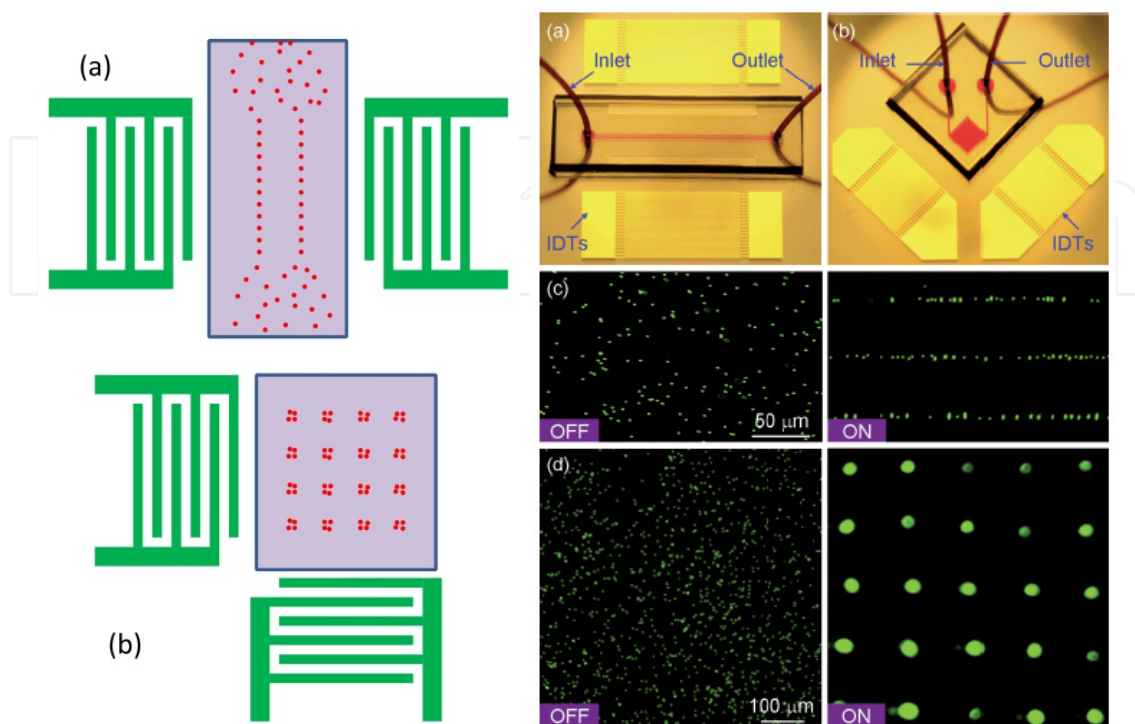 (a)
(b)
(a)
Inlet
Outlet
IDTs
(b)
Inlet
Outlet
IDTs
(c)
OFF
50 μm
ON
(d)
OFF
100 μm
ON